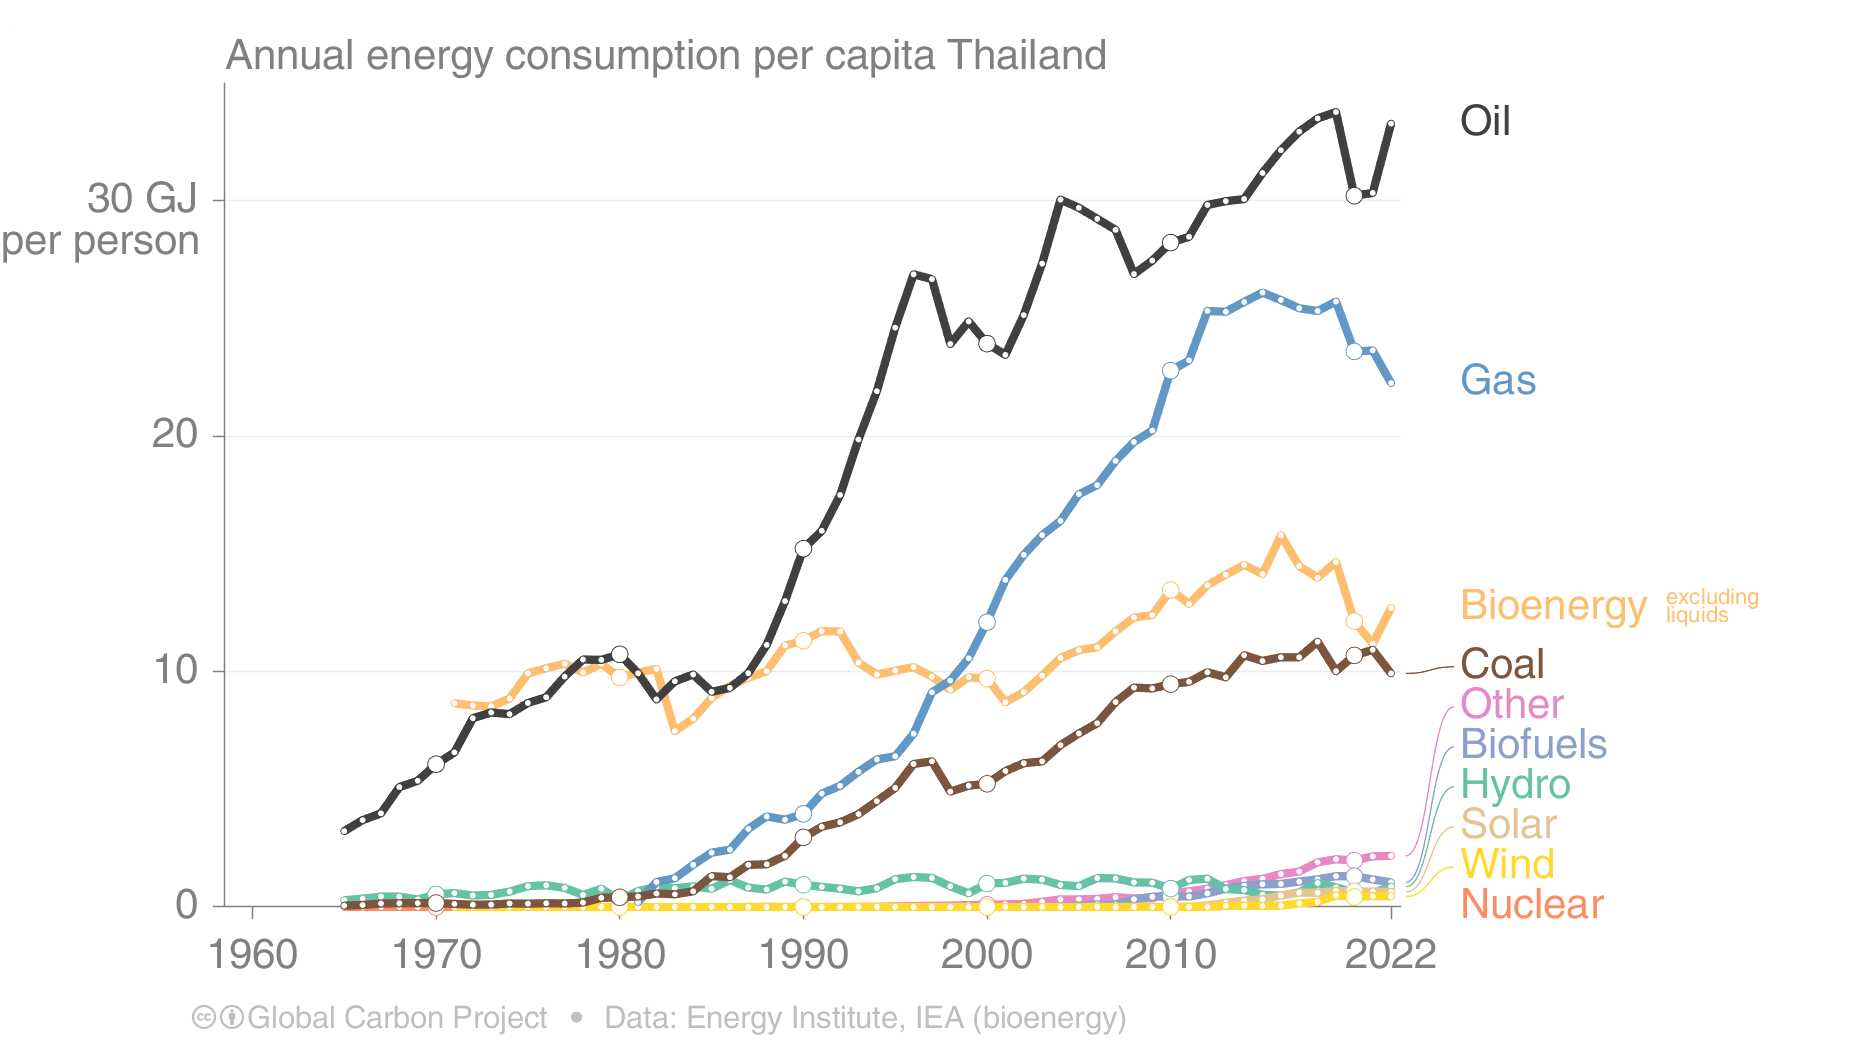 Annual energy consumption per capita Thailand
30 GJ
per person
20
10
0
Oil
Gas
Bioenergy excluding
liquids
Coal
Other
Biofuels
Hydro
Solar
Wind
Nuclear
1960 1970 1980 1990 2000 2010 2022
cc Global Carbon Project • Data: Energy Institute, IEA (bioenergy)